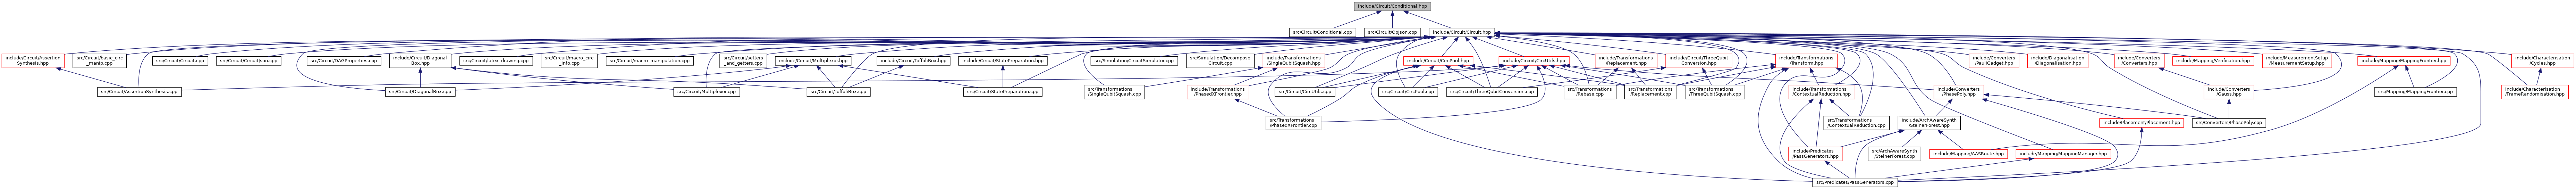 include/Circuit/Conditional.hpp
src/Circuit/Conditional.cpp
src/Circuit/OpJson.cpp
include/Circuit/Circuit.hpp
include/Circuit/Assertion
Synthesis.hpp
src/Circuit/basic_circ
_manip.cpp
src/Circuit/Circuit.cpp
src/Circuit/CircuitJson.cpp
src/Circuit/DAGProperties.cpp
include/Circuit/Diagonal
Box.hpp
src/Circuit/latex_drawing.cpp
src/Circuit/macro_circ
_info.cpp
src/Circuit/macro_manipulation.cpp
src/Circuit/setters
_and_getters.cpp
include/Circuit/Multiplexor.hpp
include/Circuit/ToffoliBox.hpp
include/Circuit/StatePreparation.hpp
src/Simulation/CircuitSimulator.cpp
src/Simulation/Decompose
Circuit.cpp
include/Transformations
/SingleQubitSquash.hpp
include/Circuit/CircPool.hpp
include/Circuit/CircUtils.hpp
include/Transformations
/Replacement.hpp
include/Circuit/ThreeQubit
Conversion.hpp
include/Transformations
/Transform.hpp
include/Converters
/PauliGadget.hpp
include/Diagonalisation
/Diagonalisation.hpp
include/Converters
/Converters.hpp
include/Mapping/Verification.hpp
include/MeasurementSetup
/MeasurementSetup.hpp
include/Mapping/MappingFrontier.hpp
include/Characterisation
/Cycles.hpp
src/Circuit/AssertionSynthesis.cpp
src/Circuit/DiagonalBox.cpp
src/Circuit/Multiplexor.cpp
src/Circuit/ToffoliBox.cpp
src/Circuit/StatePreparation.cpp
src/Transformations
/SingleQubitSquash.cpp
include/Transformations
/PhasedXFrontier.hpp
src/Circuit/CircUtils.cpp
src/Circuit/CircPool.cpp
src/Circuit/ThreeQubitConversion.cpp
src/Transformations
/Rebase.cpp
src/Transformations
/Replacement.cpp
src/Transformations
/ThreeQubitSquash.cpp
include/Transformations
/ContextualReduction.hpp
include/Converters
/PhasePoly.hpp
include/Converters
/Gauss.hpp
src/Mapping/MappingFrontier.cpp
include/Characterisation
/FrameRandomisation.hpp
src/Transformations
/PhasedXFrontier.cpp
src/Transformations
/ContextualReduction.cpp
include/ArchAwareSynth
/SteinerForest.hpp
include/Placement/Placement.hpp
src/Converters/PhasePoly.cpp
include/Predicates
/PassGenerators.hpp
src/ArchAwareSynth
/SteinerForest.cpp
include/Mapping/AASRoute.hpp
include/Mapping/MappingManager.hpp
src/Predicates/PassGenerators.cpp